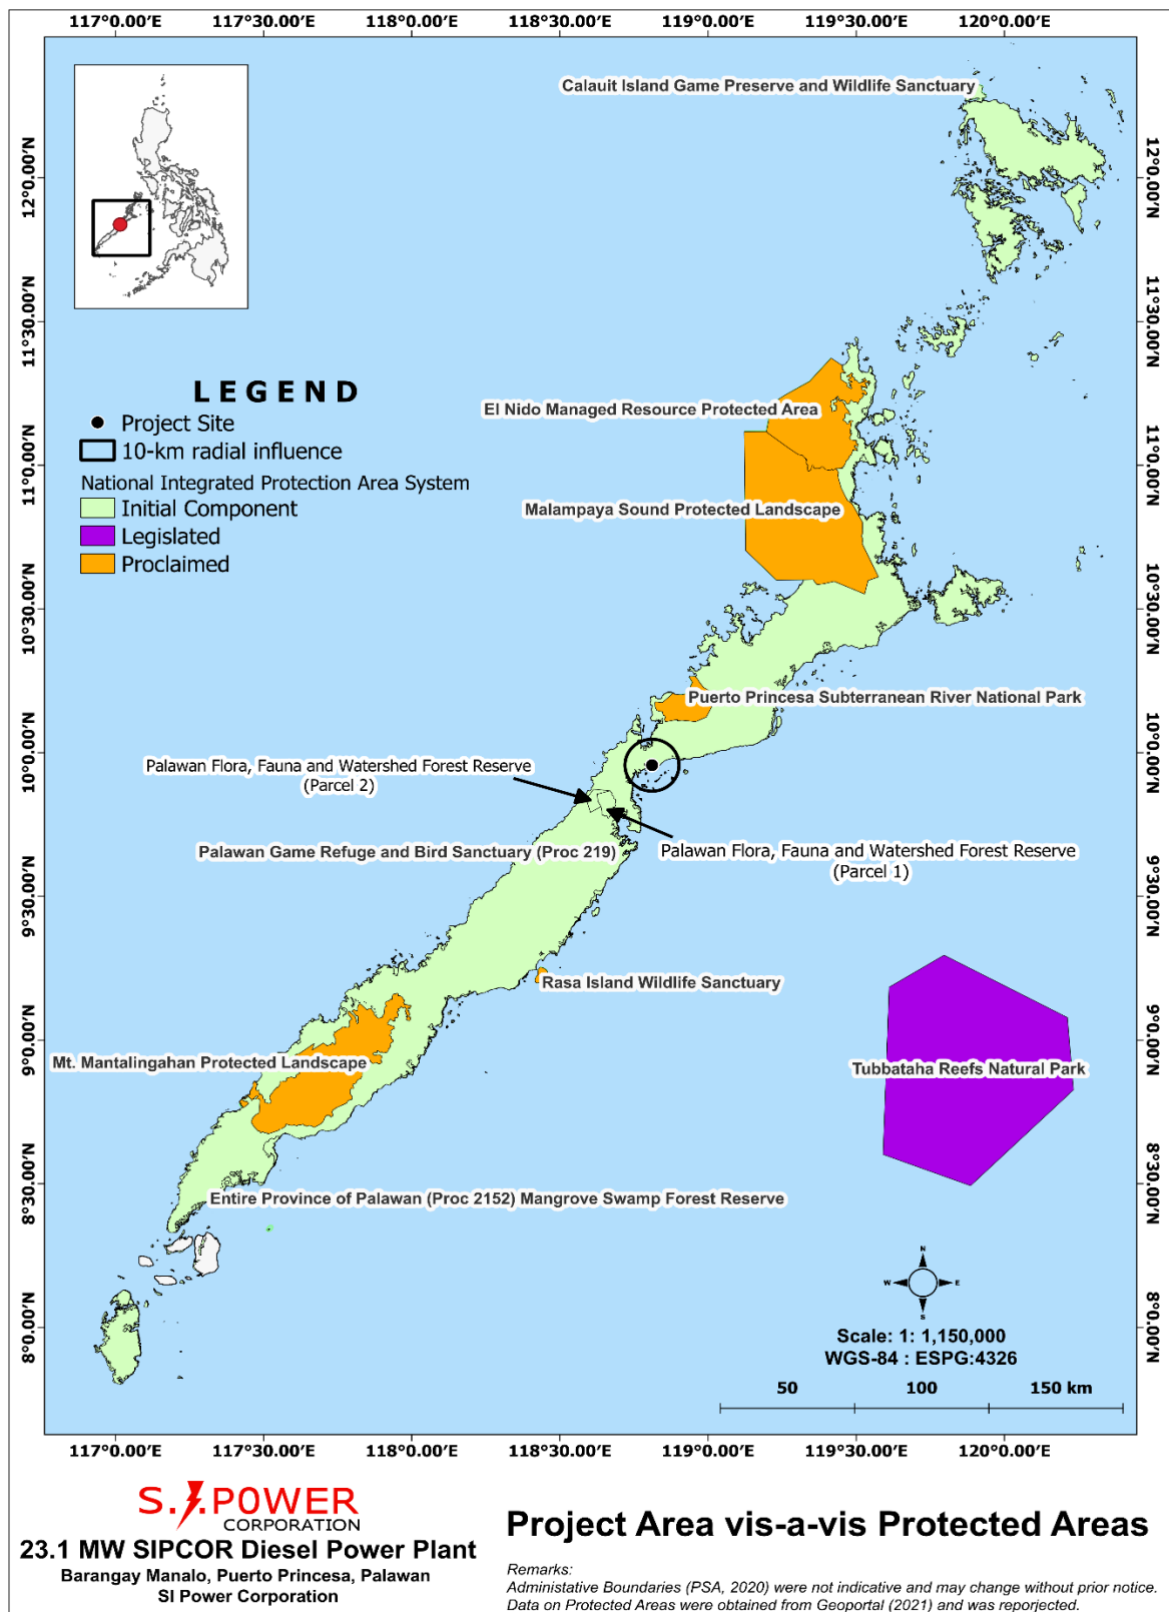 117°0.00'E 117°30.00'E 118°0.00'E 118°30.00'E 119°0.00'E 119°30.00'E 120°0.00'E
Calauit Island Game Preserve and Wildlife Sanctuary
12°0.00'N 12°0.00'N
11°30.00'N 11°30.00'N
LEGEND
Project Site
10-km radial influence
National Integrated Protection Area System
Initial Component
Legislated
Proclaimed
El Nido Managed Resource Protected Area
11°0.00'N 11°0.00'N
Malampaya Sound Protected Landscape
10°30.00'N 10°30.00'N
Puerto Princesa Subterranean River National Park
10°0.00'N 10°0.00'N
Palawan Flora, Fauna and Watershed Forest Reserve
(Parcel 2)
Palawan Game Refuge and Bird Sanctuary (Proc 219)
Palawan Flora, Fauna and Watershed Forest Reserve
(Parcel 1)
9°30.00'N 9°30.00'N
Rasa Island Wildlife Sanctuary
9°0.00'N 9°0.00'N
Mt. Mantalingahan Protected Landscape
Tubbataha Reefs Natural Park
8°30.00'N 8°30.00'N
Entire Province of Palawan (Proc 2152) Mangrove Swamp Forest Reserve
N
W E
S
8°0.00'N 8°0.00'N
Scale: 1: 1,150,000
WGS-84 : ESPG:4326
50 100 150 km
117°0.00'E 117°30.00'E 118°0.00'E 118°30.00'E 119°0.00'E 119°30.00'E 120°0.00'E
S.I.POWER
CORPORATION
23.1 MW SIPCOR Diesel Power Plant
Barangay Manalo, Puerto Princesa, Palawan
SI Power Corporation
Project Area vis-a-vis Protected Areas
Remarks:
Administative Boundaries (PSA, 2020) were not indicative and may change without prior notice.
Data on Protected Areas were obtained from Geoportal (2021) and was reporjected.